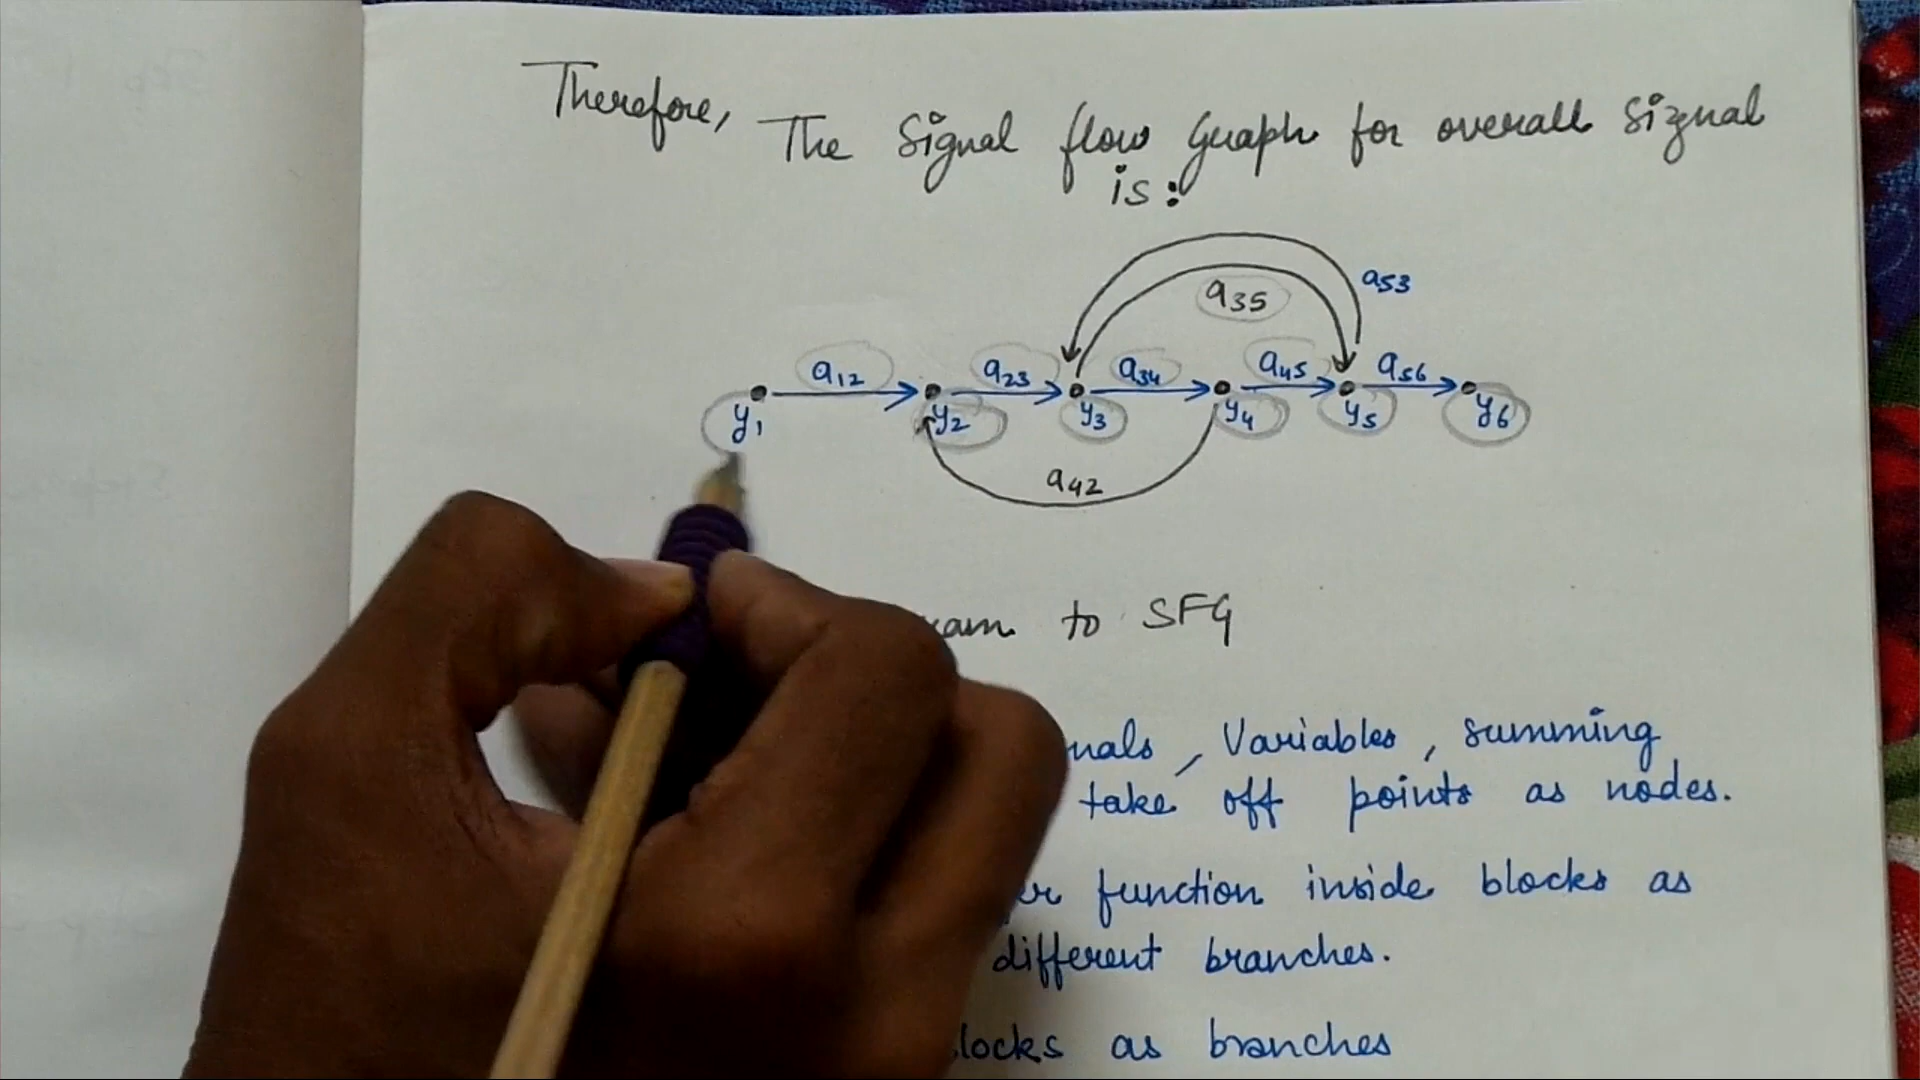 Therefore, The Signal flow Graph for overall Signal
is:
a53
a35
a12 a23 a34 a45 a56
y1 y2 y3 y4 y5 y6
a42
to SFG
, Variables, summing
take off points as nodes.
function inside blocks as
different branches.
as branches